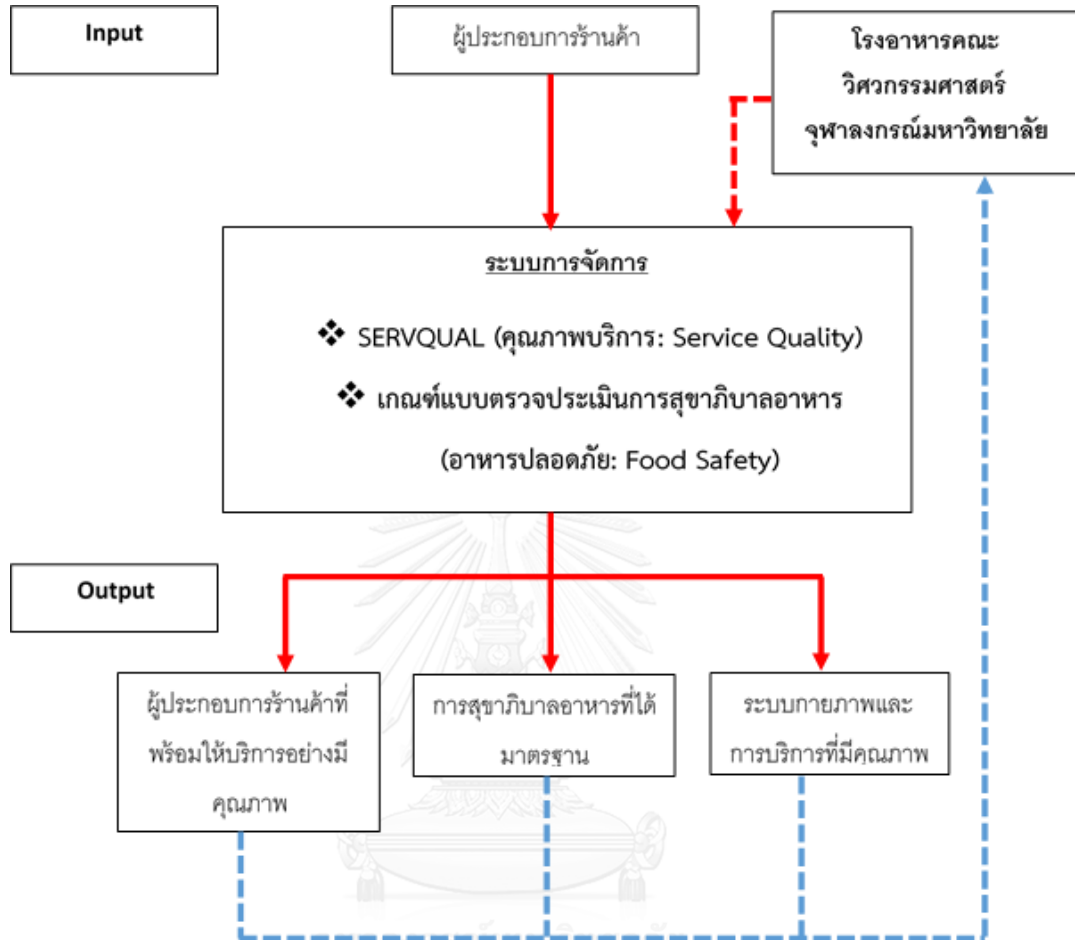 Input
ผู้ประกอบการร้านค้า
โรงอาหารคณะ
วิศวกรรมศาสตร์
จุฬาลงกรณ์มหาวิทยาลัย
ระบบการจัดการ
❖ SERVQUAL (คุณภาพบริการ: Service Quality)
❖ เกณฑ์แบบตรวจประเมินการสุขาภิบาลอาหาร
(อาหารปลอดภัย: Food Safety)
Output
ผู้ประกอบการร้านค้าที่
พร้อมให้บริการอย่างมี
คุณภาพ
การสุขาภิบาลอาหารที่ได้
มาตรฐาน
ระบบกายภาพและ
การบริการที่มีคุณภาพ